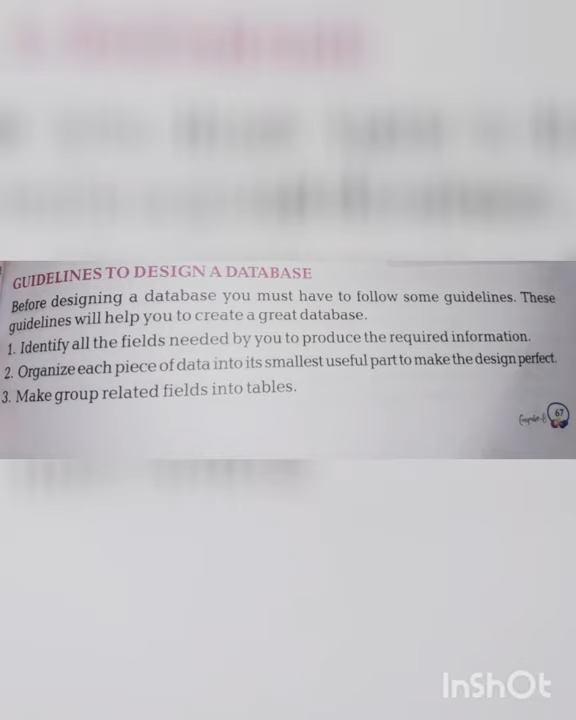 GUIDELINES TO DESIGN A DATABASE
Before designing a database you must have to follow some guidelines. These
guidelines will help you to create a great database.
1. Identify all the fields needed by you to produce the required information.
2. Organize each piece of data into its smallest useful part to make the design perfect.
3. Make group related fields into tables.
67
InShOt